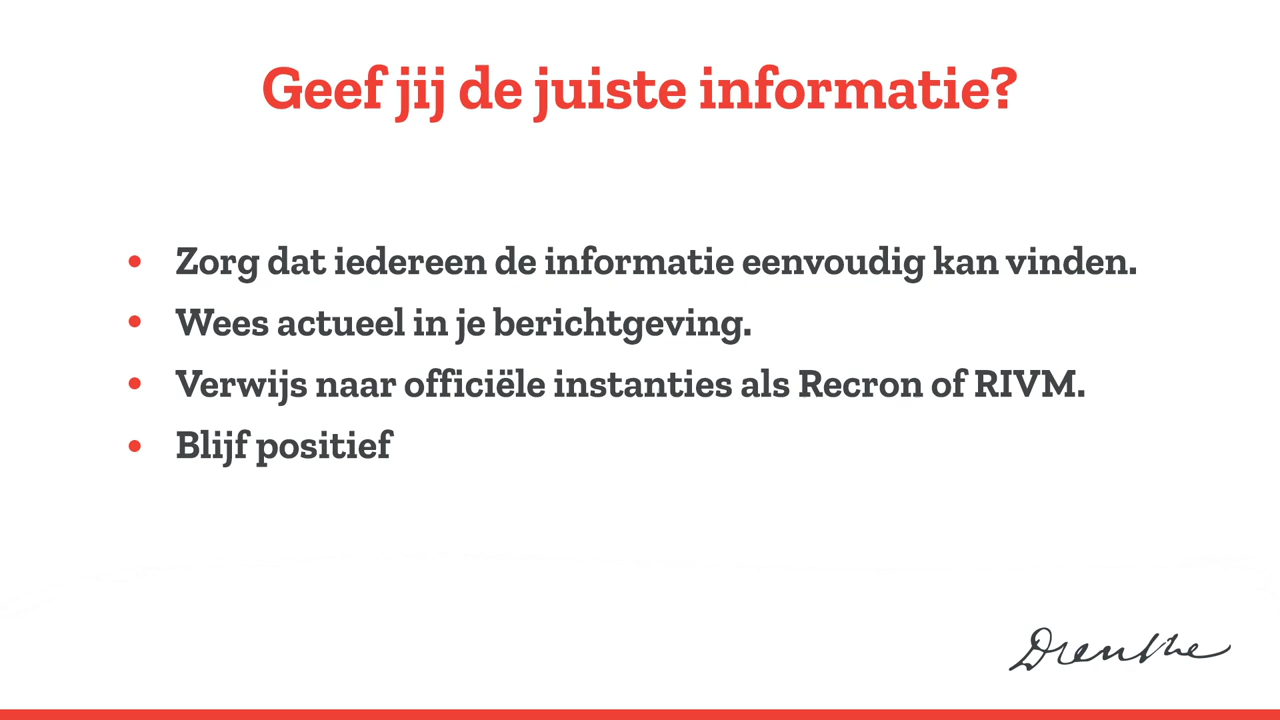 Geef jij de juiste informatie?
• Zorg dat iedereen de informatie eenvoudig kan vinden.
• Wees actueel in je berichtgeving.
• Verwijs naar officiële instanties als Recron of RIVM.
• Blijf positief
Drenthe